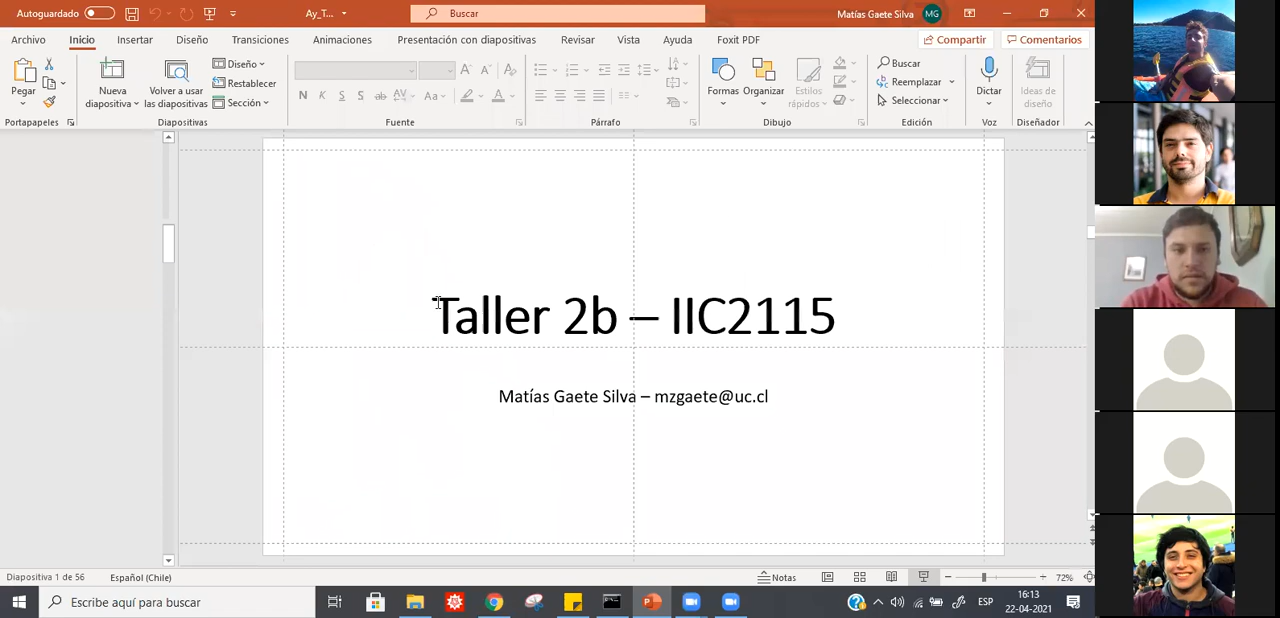 Autoguardado
Ay_T...
Buscar
Matías Gaete Silva
MG
Archivo Inicio Insertar Diseño Transiciones Animaciones Presentación con diapositivas Revisar Vista Ayuda Foxit PDF
Compartir
Comentarios
Pegar
Nueva diapositiva
Volver a usar las diapositivas
Diseño
Restablecer
Sección
N K S S ab AV Aa A
A A A
Formas
Organizar
Estilos rápidos
Buscar
Reemplazar
Seleccionar
Dictar
Ideas de diseño
Portapapeles Diapositivas Fuente Párrafo Dibujo Edición Voz Diseñador
Taller 2b – IIC2115
Matías Gaete Silva – mzgaete@uc.cl
Diapositiva 1 de 56 Español (Chile) Notas 72%
Escribe aquí para buscar
ESP
16:13
22-04-2021